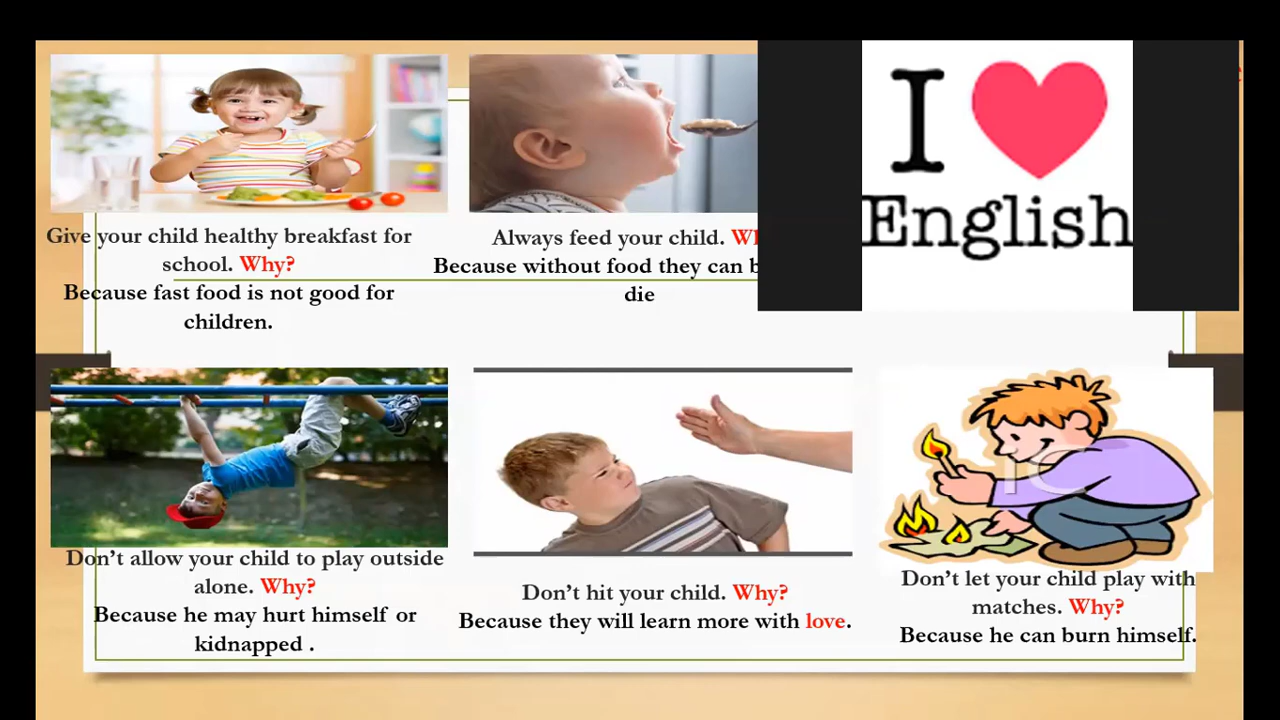 I
English
Give your child healthy breakfast for
school. Why?
Because fast food is not good for
children.
Always feed your child.
Because without food they can
die
Don't allow your child to play outside
alone. Why?
Because he may hurt himself or
kidnapped .
Don't hit your child. Why?
Because they will learn more with love.
Don't let your child play with
matches. Why?
Because he can burn himself.